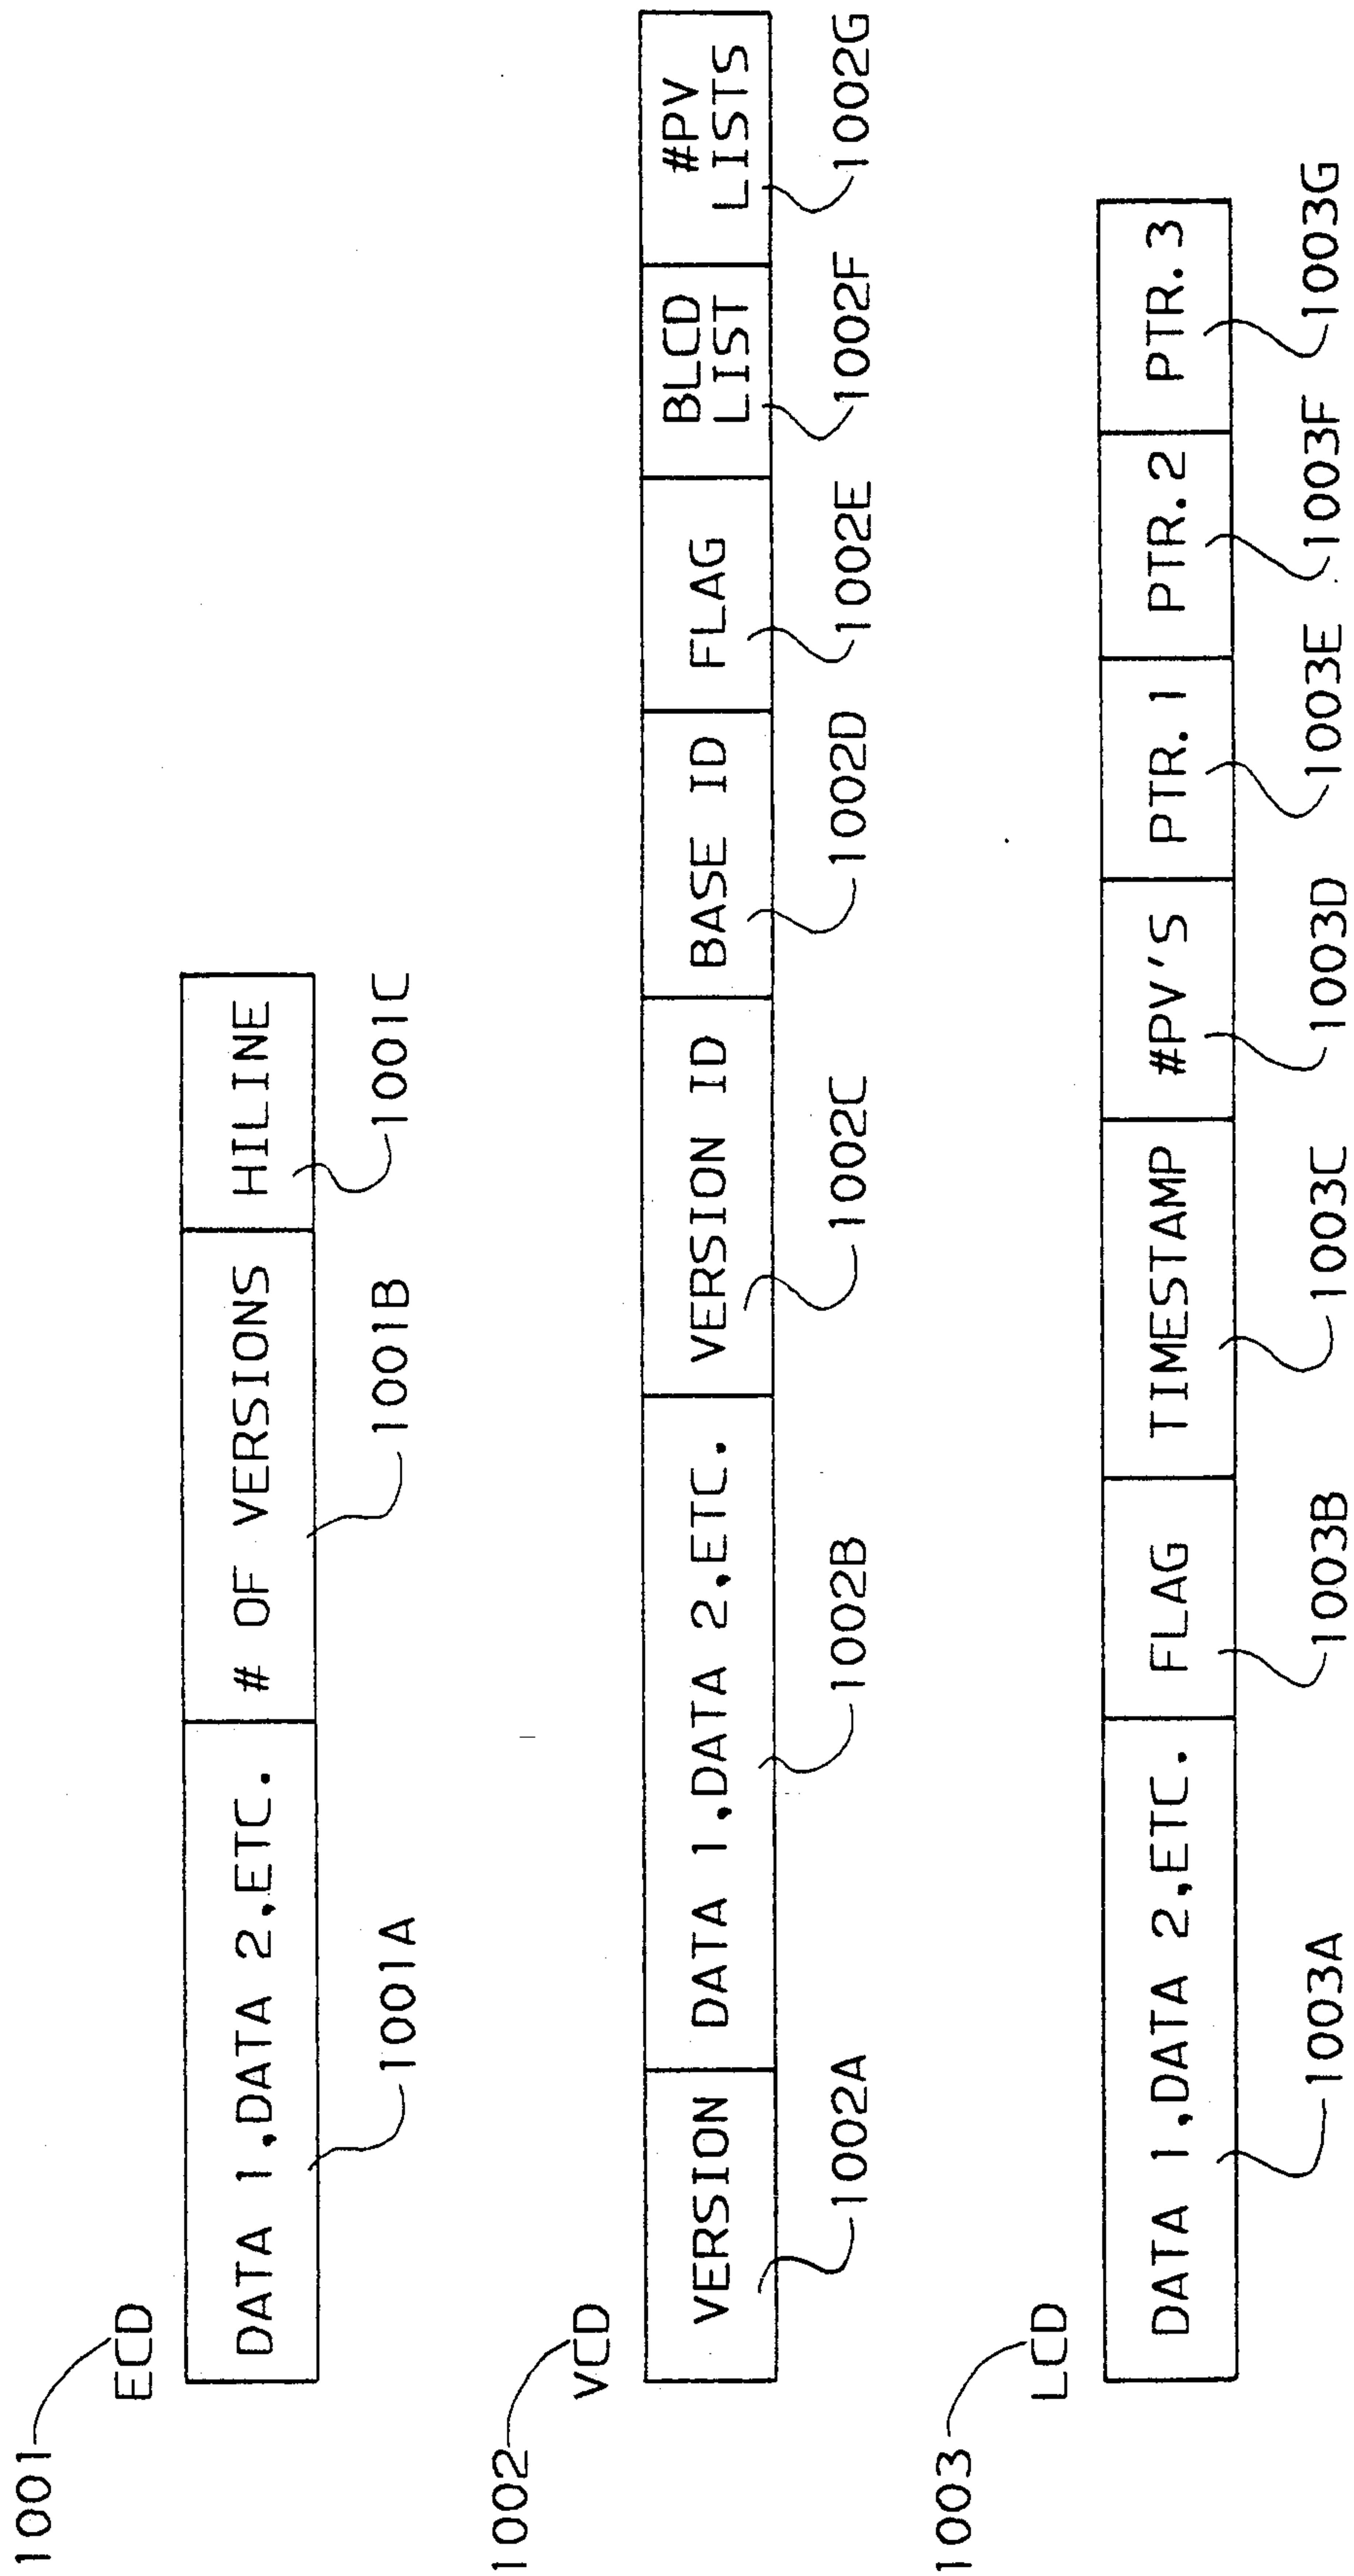 1001
ECD
DATA 1,DATA 2,ETC.
# OF VERSIONS
HILINE
1001A
1001B
1001C
1002
VCD
VERSION
DATA 1,DATA 2,ETC.
VERSION ID
BASE ID
FLAG
BLCD
LIST
#PV
LISTS
1002A
1002B
1002C
1002D
1002E
1002F
1002G
1003
LCD
DATA 1,DATA 2,ETC.
FLAG
TIMESTAMP
#PV'S
PTR. 1
PTR. 2
PTR. 3
1003A
1003B
1003C
1003D
1003E
1003F
1003G